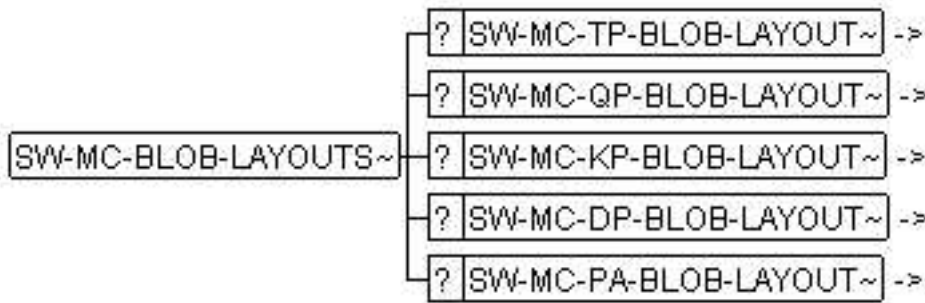 ? SW-MC-TP-BLOB-LAYOUT~ ->
? SW-MC-QP-BLOB-LAYOUT~ ->
SW-MC-BLOB-LAYOUTS~ ? SW-MC-KP-BLOB-LAYOUT~ ->
? SW-MC-DP-BLOB-LAYOUT~ ->
? SW-MC-PA-BLOB-LAYOUT~ ->